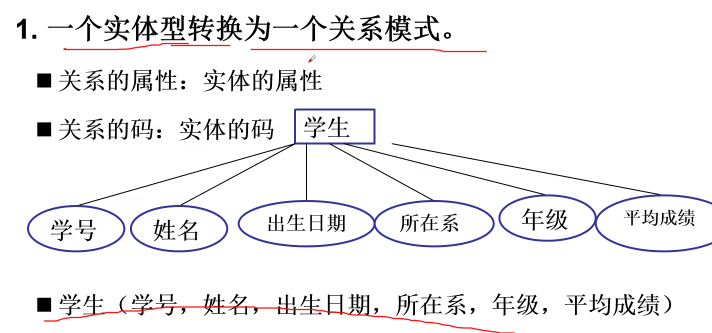 1. 一个实体型转换为一个关系模式。
■ 关系的属性：实体的属性
■ 关系的码：实体的码
学生
学号 姓名 出生日期 所在系 年级 平均成绩
■ 学生（学号，姓名，出生日期，所在系，年级，平均成绩）